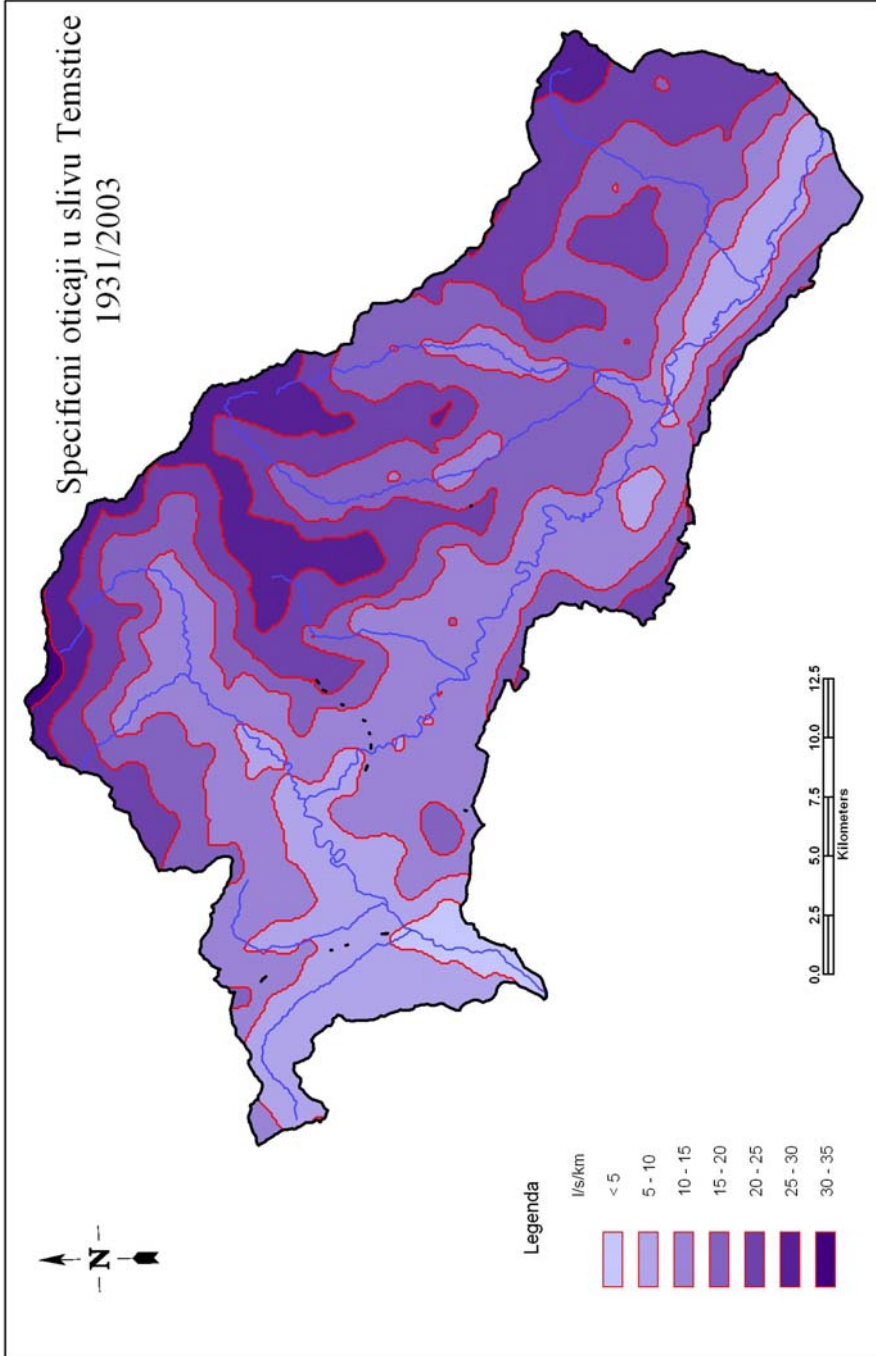 Specificni oticaji u slivu Temstice
1931/2003
N
Legenda
l/s/km
< 5
5 - 10
10 - 15
15 - 20
20 - 25
25 - 30
30 - 35
0.0 2.5 5.0 7.5 10.0 12.5
Kilometers